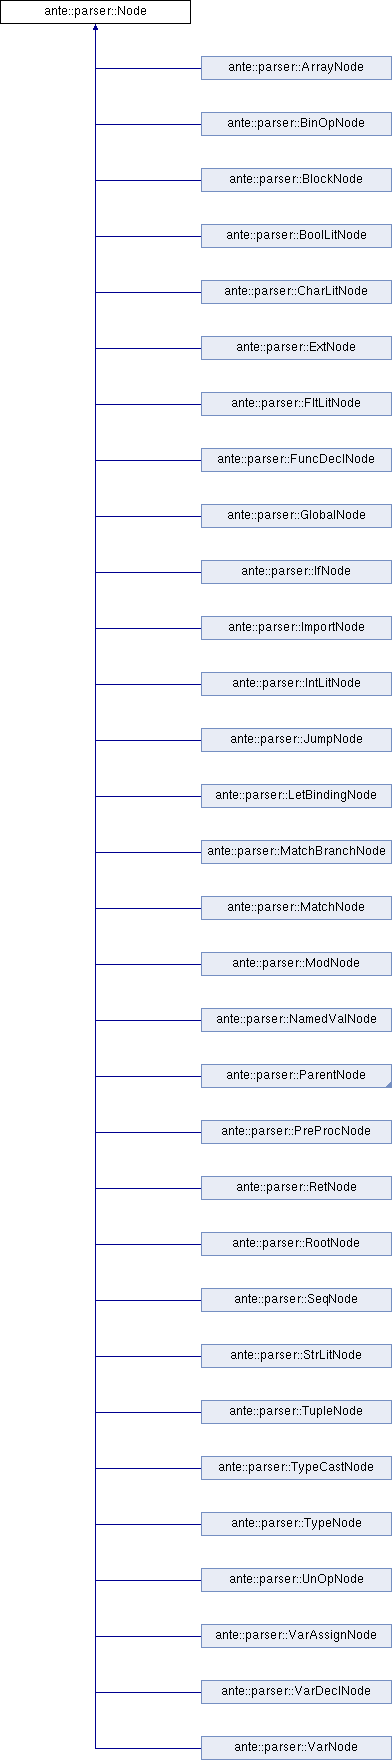 ante::parser::Node
ante::parser::ArrayNode
ante::parser::BinOpNode
ante::parser::BlockNode
ante::parser::BoolLitNode
ante::parser::CharLitNode
ante::parser::ExtNode
ante::parser::FltLitNode
ante::parser::FuncDeclNode
ante::parser::GlobalNode
ante::parser::IfNode
ante::parser::ImportNode
ante::parser::IntLitNode
ante::parser::JumpNode
ante::parser::LetBindingNode
ante::parser::MatchBranchNode
ante::parser::MatchNode
ante::parser::ModNode
ante::parser::NamedValNode
ante::parser::ParentNode
ante::parser::PreProcNode
ante::parser::RetNode
ante::parser::RootNode
ante::parser::SeqNode
ante::parser::StrLitNode
ante::parser::TupleNode
ante::parser::TypeCastNode
ante::parser::TypeNode
ante::parser::UnOpNode
ante::parser::VarAssignNode
ante::parser::VarDeclNode
ante::parser::VarNode